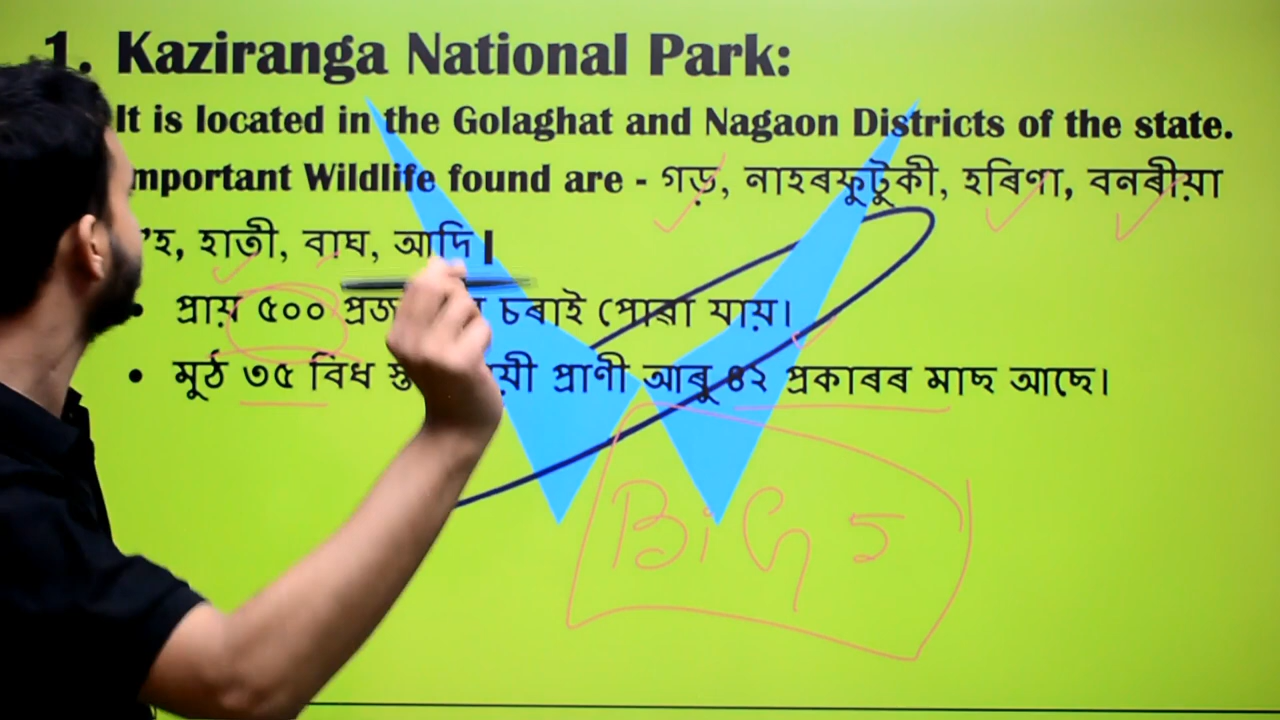 1. Kaziranga National Park:
It is located in the Golaghat and Nagaon Districts of the state.
mportant Wildlife found are - গড়, নাহৰফুটুকী, হৰিণা, বনৰীয়া
'হ, হাতী, বাঘ, আদি।
• প্ৰায় ৫০০ চৰাই পোৱা যায়।
• মুঠ ৩৫ বিধ প্ৰাণী আৰু ৪২ প্ৰকাৰৰ মাছ আছে।
BiG 5